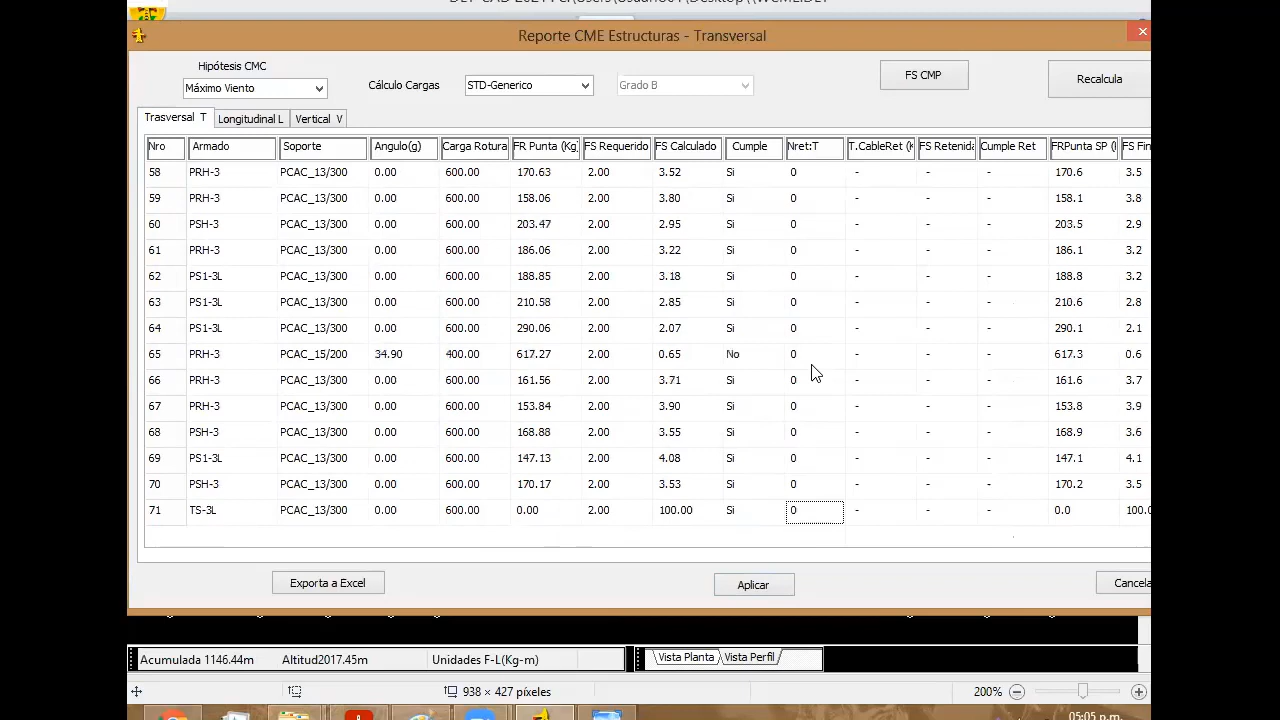 Reporte CME Estructuras - Transversal
Hipótesis CMC
Máximo Viento
Cálculo Cargas
STD-Generico
Grado B
FS CMP
Recalcula
Trasversal T Longitudinal L Vertical V
Nro Armado Soporte Angulo(g) Carga Rotura FR Punta (Kg) FS Requerido FS Calculado Cumple Nret:T T.CableRet (K FS Retenida Cumple Ret FRPunta SP ( FS Fin
58 PRH-3 PCAC_13/300 0.00 600.00 170.63 2.00 3.52 Si 0 - - - 170.6 3.5
59 PRH-3 PCAC_13/300 0.00 600.00 158.06 2.00 3.80 Si 0 - - - 158.1 3.8
60 PSH-3 PCAC_13/300 0.00 600.00 203.47 2.00 2.95 Si 0 - - - 203.5 2.9
61 PRH-3 PCAC_13/300 0.00 600.00 186.06 2.00 3.22 Si 0 - - - 186.1 3.2
62 PS1-3L PCAC_13/300 0.00 600.00 188.85 2.00 3.18 Si 0 - - - 188.8 3.2
63 PS1-3L PCAC_13/300 0.00 600.00 210.58 2.00 2.85 Si 0 - - - 210.6 2.8
64 PS1-3L PCAC_13/300 0.00 600.00 290.06 2.00 2.07 Si 0 - - - 290.1 2.1
65 PRH-3 PCAC_15/200 34.90 400.00 617.27 2.00 0.65 No 0 - - - 617.3 0.6
66 PRH-3 PCAC_13/300 0.00 600.00 161.56 2.00 3.71 Si 0 - - - 161.6 3.7
67 PRH-3 PCAC_13/300 0.00 600.00 153.84 2.00 3.90 Si 0 - - - 153.8 3.9
68 PSH-3 PCAC_13/300 0.00 600.00 168.88 2.00 3.55 Si 0 - - - 168.9 3.6
69 PS1-3L PCAC_13/300 0.00 600.00 147.13 2.00 4.08 Si 0 - - - 147.1 4.1
70 PSH-3 PCAC_13/300 0.00 600.00 170.17 2.00 3.53 Si 0 - - - 170.2 3.5
71 TS-3L PCAC_13/300 0.00 600.00 0.00 2.00 100.00 Si 0 - - - 0.0 100.0
Exporta a Excel Aplicar Cancela
Acumulada 1146.44m Altitud2017.45m Unidades F-L(Kg-m) Vista Planta Vista Perfil
938 × 427 píxeles 200%
05:05 p.m.